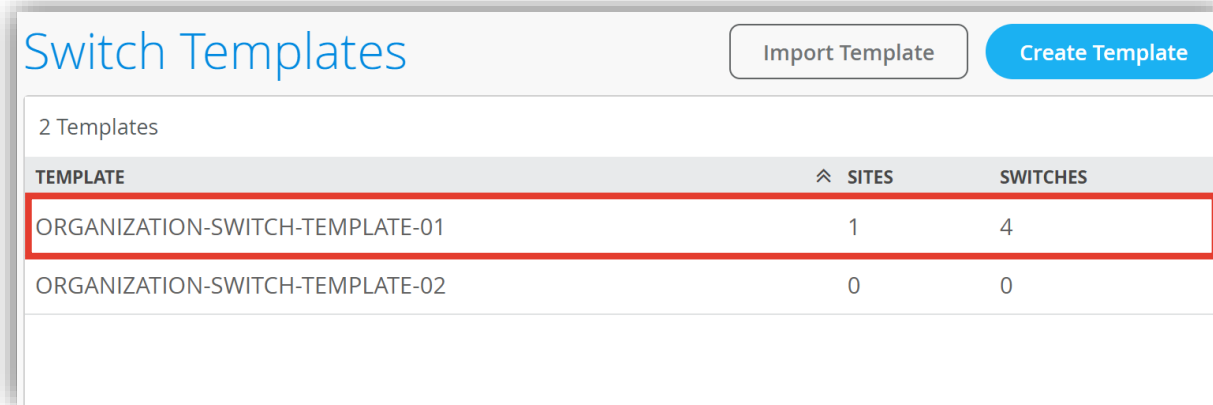 Switch Templates
Import Template
Create Template
2 Templates
TEMPLATE SITES SWITCHES
ORGANIZATION-SWITCH-TEMPLATE-01 1 4
ORGANIZATION-SWITCH-TEMPLATE-02 0 0